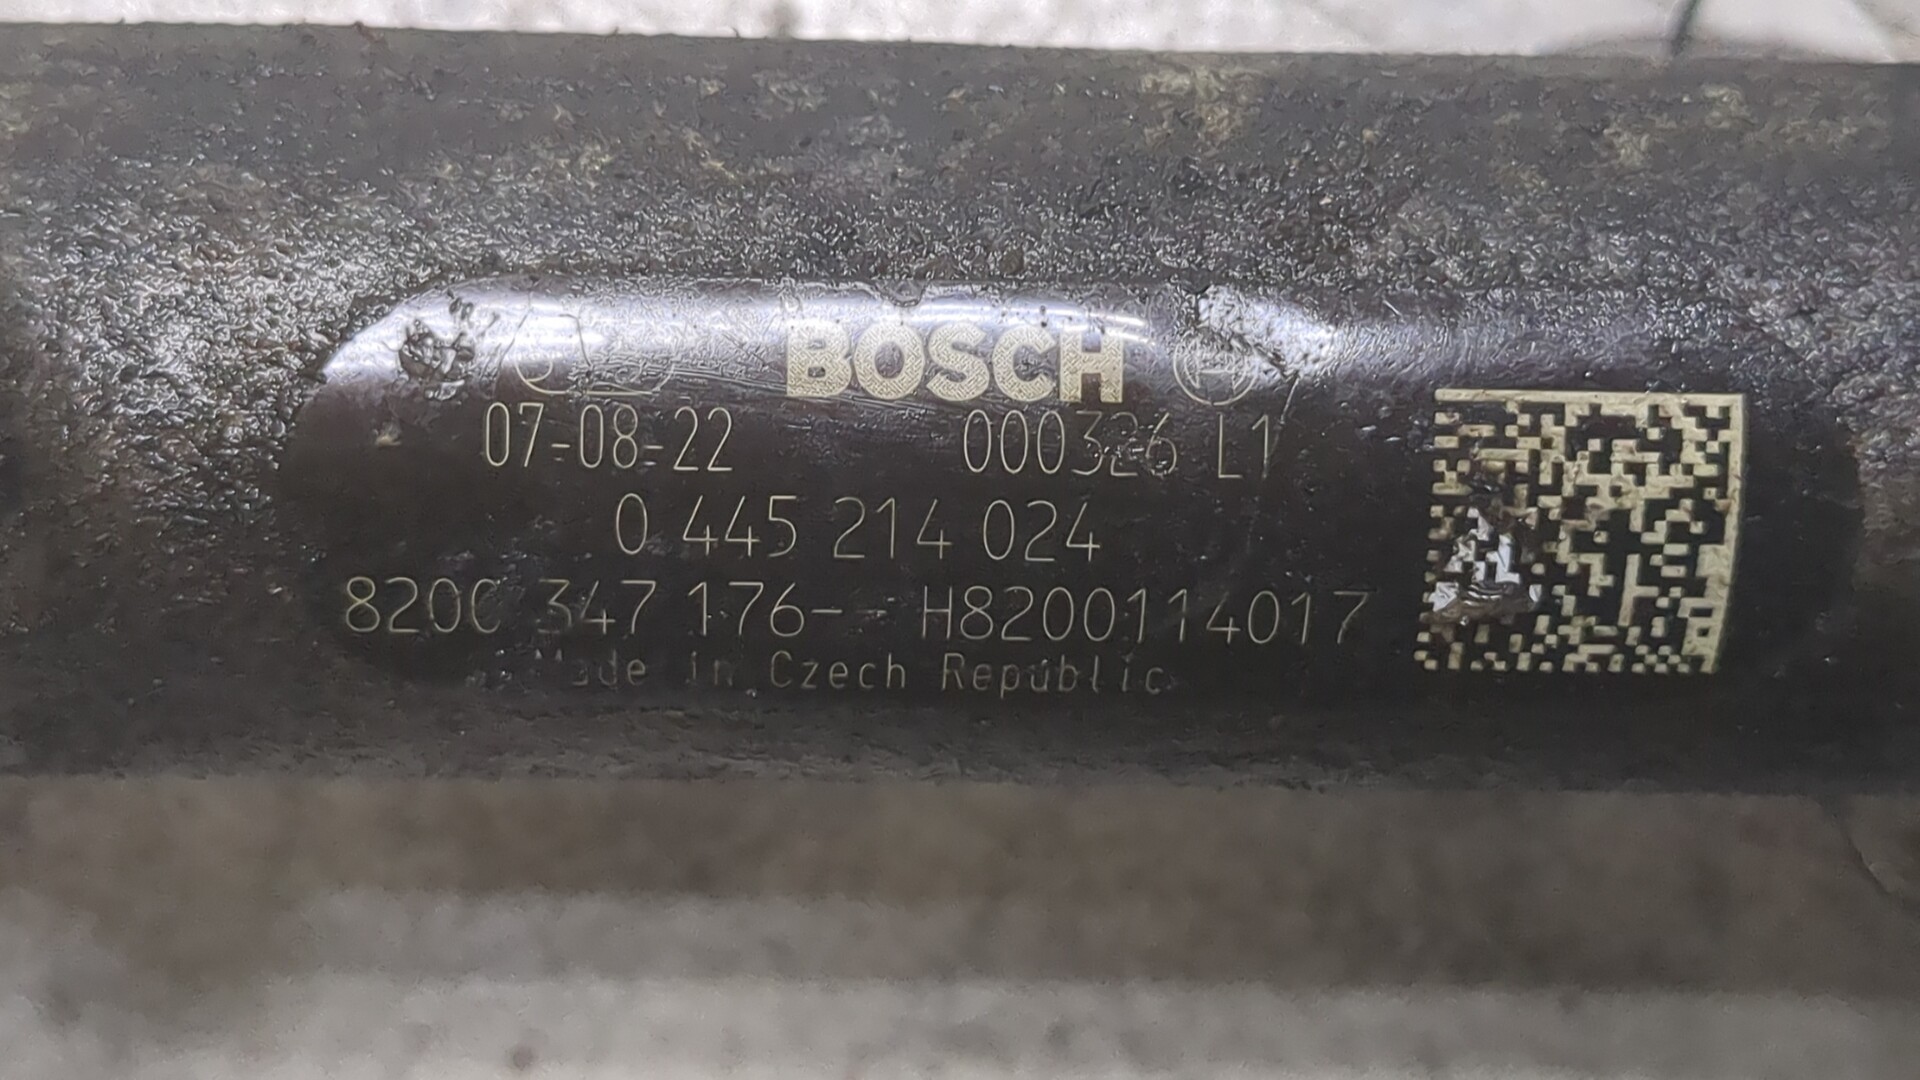 BOSCH
07-08-22 000326 L1
0 445 214 024
8200 347 176-- H8200114017
Made in Czech Republic